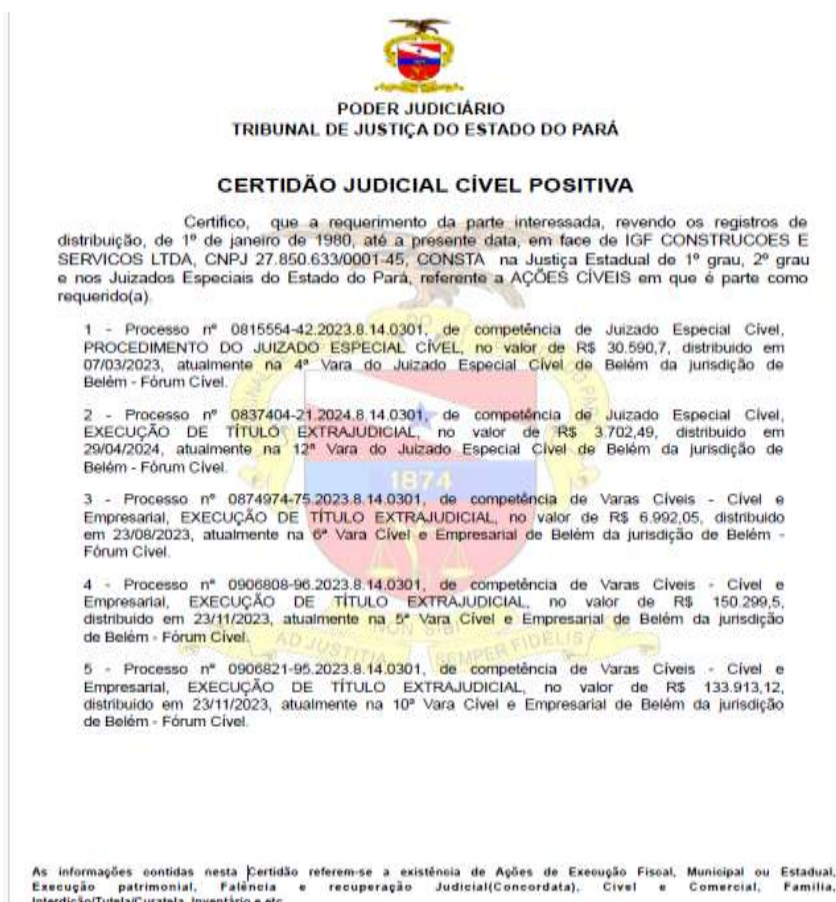 PODER JUDICIÁRIO
TRIBUNAL DE JUSTIÇA DO ESTADO DO PARÁ
CERTIDÃO JUDICIAL CÍVEL POSITIVA
Certifico, que a requerimento da parte interessada, revendo os registros de
distribuição, de 1º de janeiro de 1980, até a presente data, em face de IGF CONSTRUCOES E
SERVICOS LTDA, CNPJ 27.850.633/0001-45, CONSTA na Justiça Estadual de 1º grau, 2º grau
e nos Juizados Especiais do Estado do Pará, referente a AÇÕES CÍVEIS em que é parte como
requerido(a).
1 - Processo nº 0815554-42.2023.8.14.0301, de competência de Juizado Especial Cível,
PROCEDIMENTO DO JUIZADO ESPECIAL CÍVEL, no valor de R$ 30.590,7, distribuido em
07/03/2023, atualmente na 4ª Vara do Juizado Especial Cível de Belém da jurisdição de
Belém - Fórum Cível.
2 - Processo nº 0837404-21.2024.8.14.0301, de competência de Juizado Especial Cível,
EXECUÇÃO DE TÍTULO EXTRAJUDICIAL, no valor de R$ 3.702,49, distribuido em
29/04/2024, atualmente na 12ª Vara do Juizado Especial Cível de Belém da jurisdição de
Belém - Fórum Cível.
3 - Processo nº 0874974-75.2023.8.14.0301, de competência de Varas Cíveis - Cível e
Empresarial, EXECUÇÃO DE TÍTULO EXTRAJUDICIAL, no valor de R$ 6.992,05, distribuido
em 23/08/2023, atualmente na 6ª Vara Cível e Empresarial de Belém da jurisdição de Belém -
Fórum Cível.
1874
4 - Processo nº 0906808-96.2023.8.14.0301, de competência de Varas Cíveis - Cível e
Empresarial, EXECUÇÃO DE TÍTULO EXTRAJUDICIAL, no valor de R$ 150.299,5,
distribuido em 23/11/2023, atualmente na 5ª Vara Cível e Empresarial de Belém da jurisdição
de Belém - Fórum Cível.
NON SIBI
AD JUSTITIA SEMPER FIDELIS
5 - Processo nº 0906821-95.2023.8.14.0301, de competência de Varas Cíveis - Cível e
Empresarial, EXECUÇÃO DE TÍTULO EXTRAJUDICIAL, no valor de R$ 133.913,12,
distribuido em 23/11/2023, atualmente na 10ª Vara Cível e Empresarial de Belém da jurisdição
de Belém - Fórum Cível.
As informações contidas nesta Certidão referem-se a existência de Ações de Execução Fiscal, Municipal ou Estadual,
Execução patrimonial, Falência e recuperação Judicial(Concordata), Civel e Comercial, Família,
Interdição/Tutela/Curatela, Inventário e etc